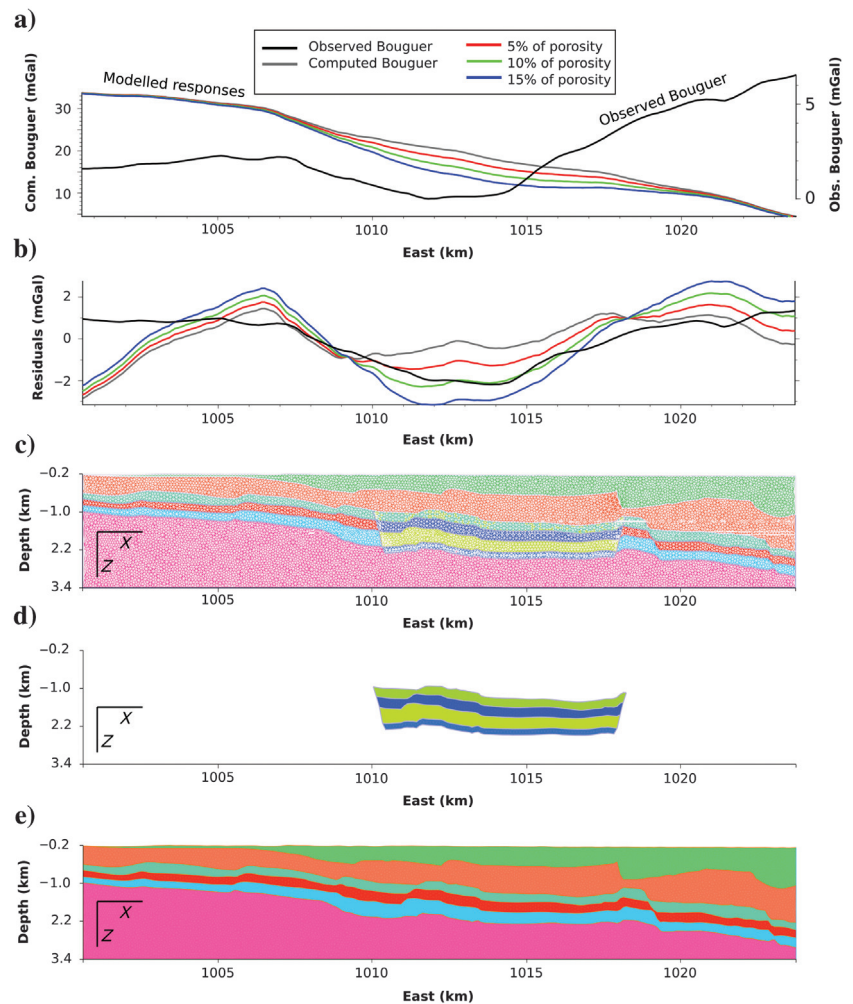 a)
Observed Bouguer
Computed Bouguer
5% of porosity
10% of porosity
15% of porosity
Modelled responses
Observed Bouguer
Com. Bouguer (mGal)
30
20
10
Obs. Bouguer (mGal)
5
0
1005 1010 1015 1020
East (km)
b)
Residuals (mGal)
2
0
−2
1005 1010 1015 1020
East (km)
c)
Depth (km)
−0.2
−1.0
2.2
3.4
X
Z
1005 1010 1015 1020
East (km)
d)
Depth (km)
−0.2
−1.0
2.2
3.4
X
Z
1005 1010 1015 1020
East (km)
e)
Depth (km)
−0.2
−1.0
2.2
3.4
X
Z
1005 1010 1015 1020
East (km)